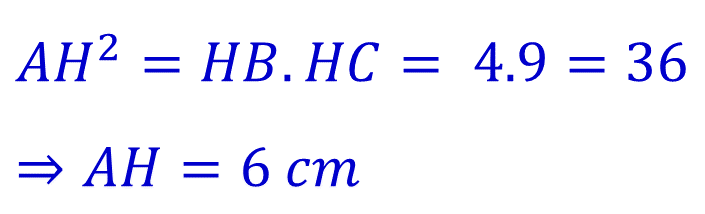 AH² = HB.HC = 4.9 = 36
⇒ AH = 6 cm